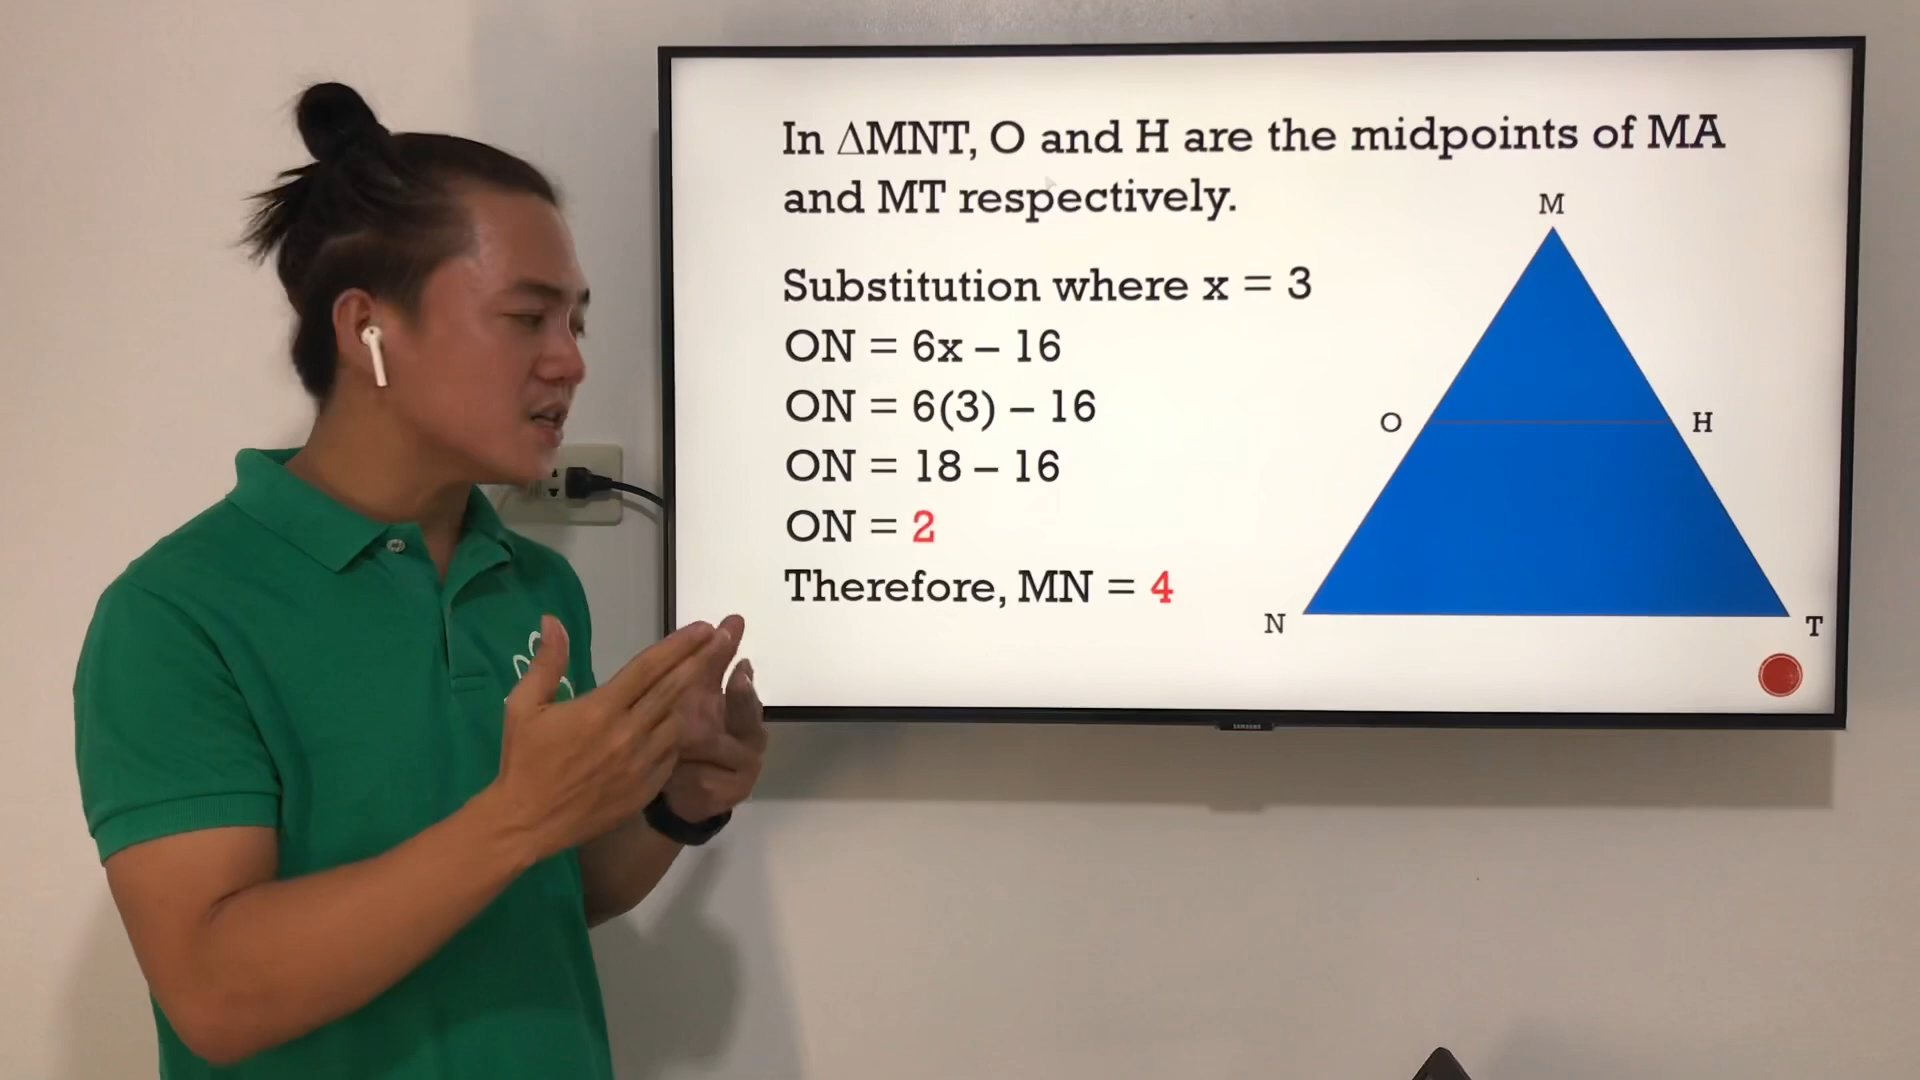 In ΔMNT, O and H are the midpoints of MA
and MT respectively.
M
Substitution where x = 3
ON = 6x – 16
ON = 6(3) – 16
O
H
ON = 18 – 16
ON = 2
Therefore, MN = 4
N
T
SAMSUNG